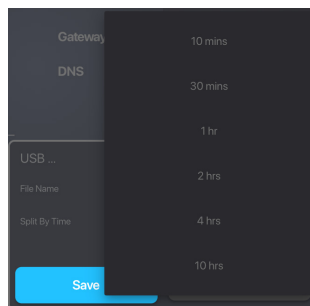 Gateway
DNS
USB ...
File Name
Split By Time
Save
10 mins
30 mins
1 hr
2 hrs
4 hrs
10 hrs